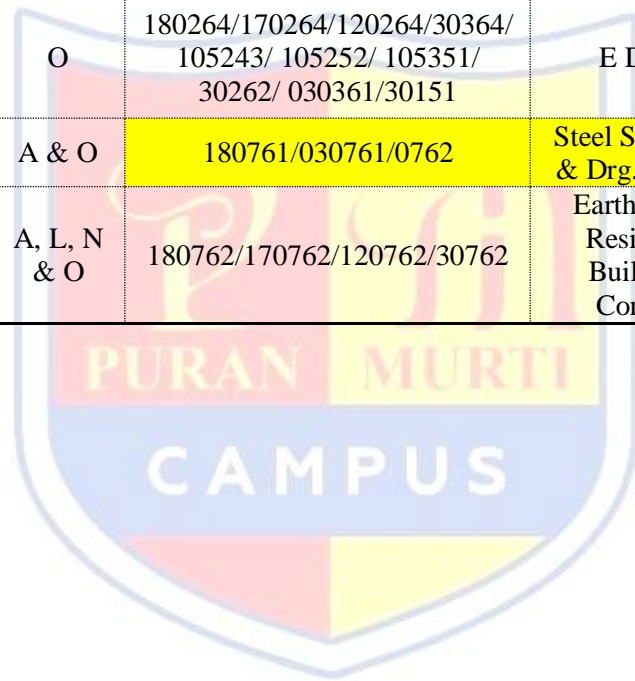 O
180264/170264/120264/30364/
105243/ 105252/ 105351/
30262/ 030361/30151
E D
A & O
180761/030761/0762
Steel S
& Drg.
A, L, N
& O
180762/170762/120762/30762
Earth
Resi
Buil
Con
PURAN MURTI
CAMPUS